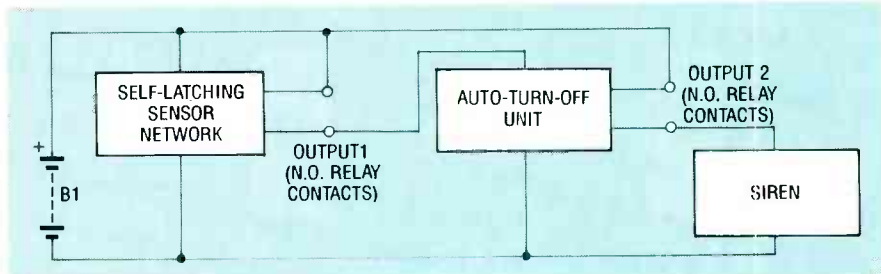 SELF-LATCHING
SENSOR
NETWORK
AUTO-TURN-OFF
UNIT
OUTPUT 2
(N.O. RELAY
CONTACTS)
OUTPUT1
(N.O. RELAY
CONTACTS)
SIREN
+
B1